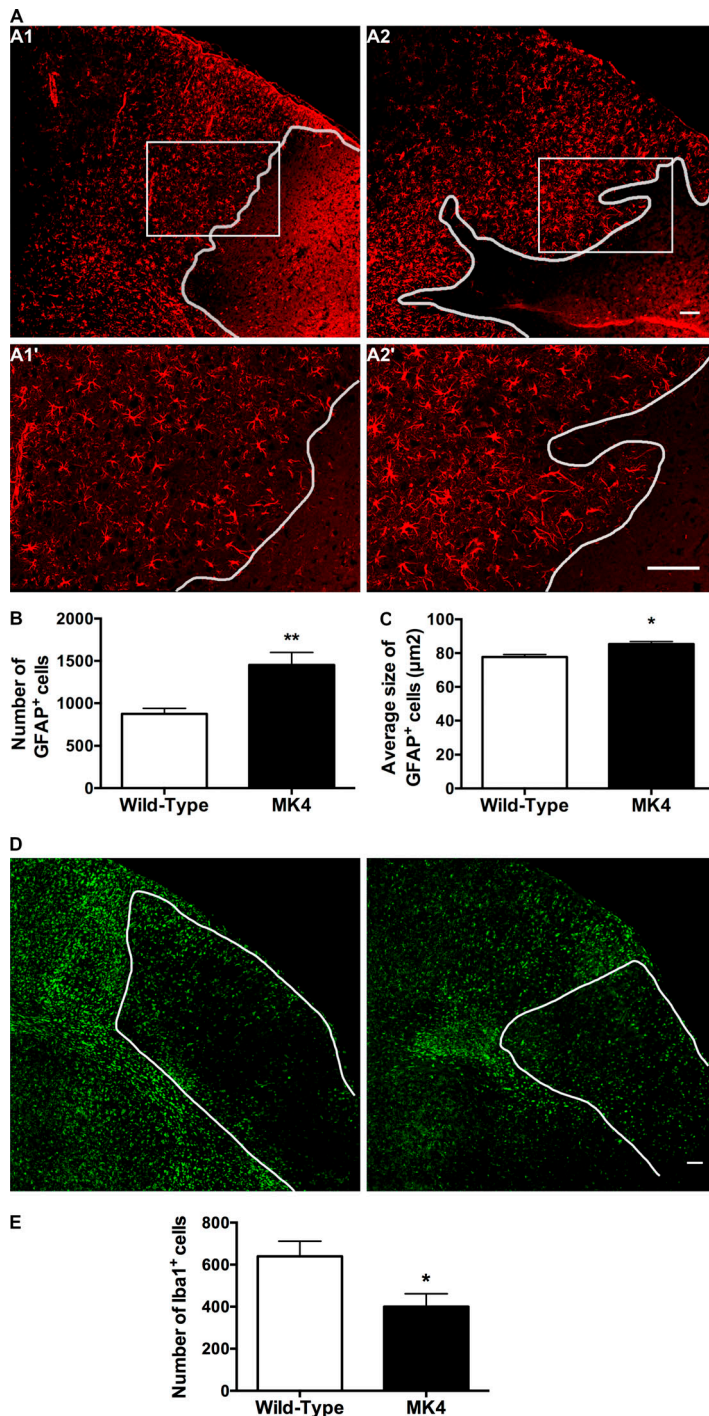 A
A1
A2
A1'
A2'
B
Number of
GFAP+ cells
2000
1500
1000
500
0
**
Wild-Type
MK4
C
Average size of
GFAP+ cells (µm2)
100
80
60
40
20
0
*
Wild-Type
MK4
D
E
Number of Iba1+ cells
800
600
400
200
0
*
Wild-Type
MK4